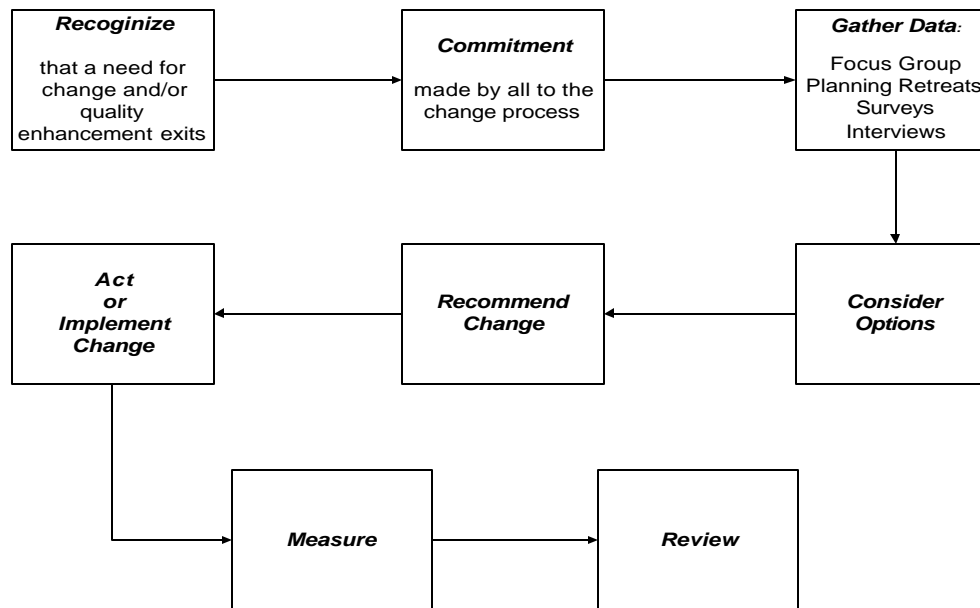 Recoginize
that a need for
change and/or
quality
enhancement exits
Commitment
made by all to the
change process
Gather Data:
Focus Group
Planning Retreats
Surveys
Interviews
Consider
Options
Recommend
Change
Act
or
Implement
Change
Measure
Review